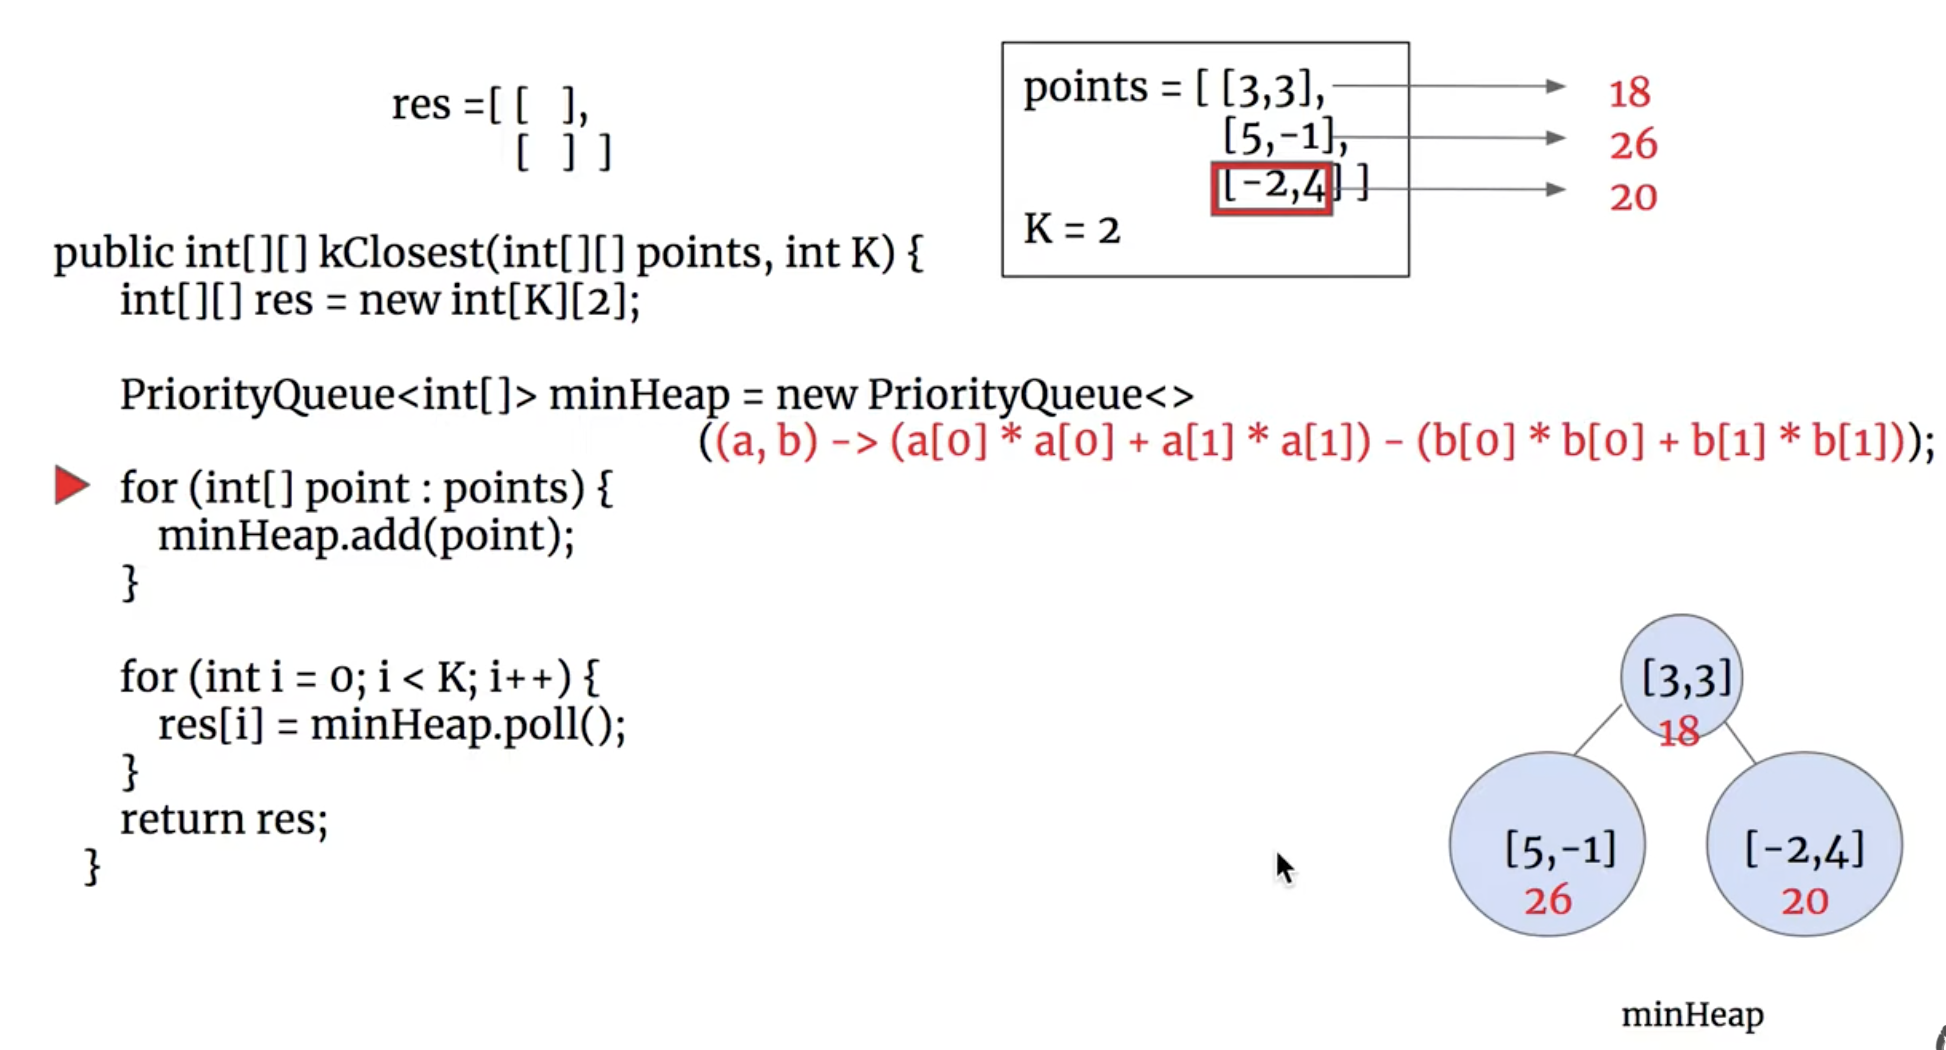 res =[ [ ],
[ ] ]
points = [ [3,3], 18
[5,-1], 26
[-2,4] ] 20
K = 2
public int[][] kClosest(int[][] points, int K) {
int[][] res = new int[K][2];
PriorityQueue<int[]> minHeap = new PriorityQueue<>
((a, b) -> (a[0] * a[0] + a[1] * a[1]) - (b[0] * b[0] + b[1] * b[1]));
for (int[] point : points) {
minHeap.add(point);
}
for (int i = 0; i < K; i++) {
res[i] = minHeap.poll();
}
return res;
}
[3,3]
18
[5,-1]
26
[-2,4]
20
minHeap